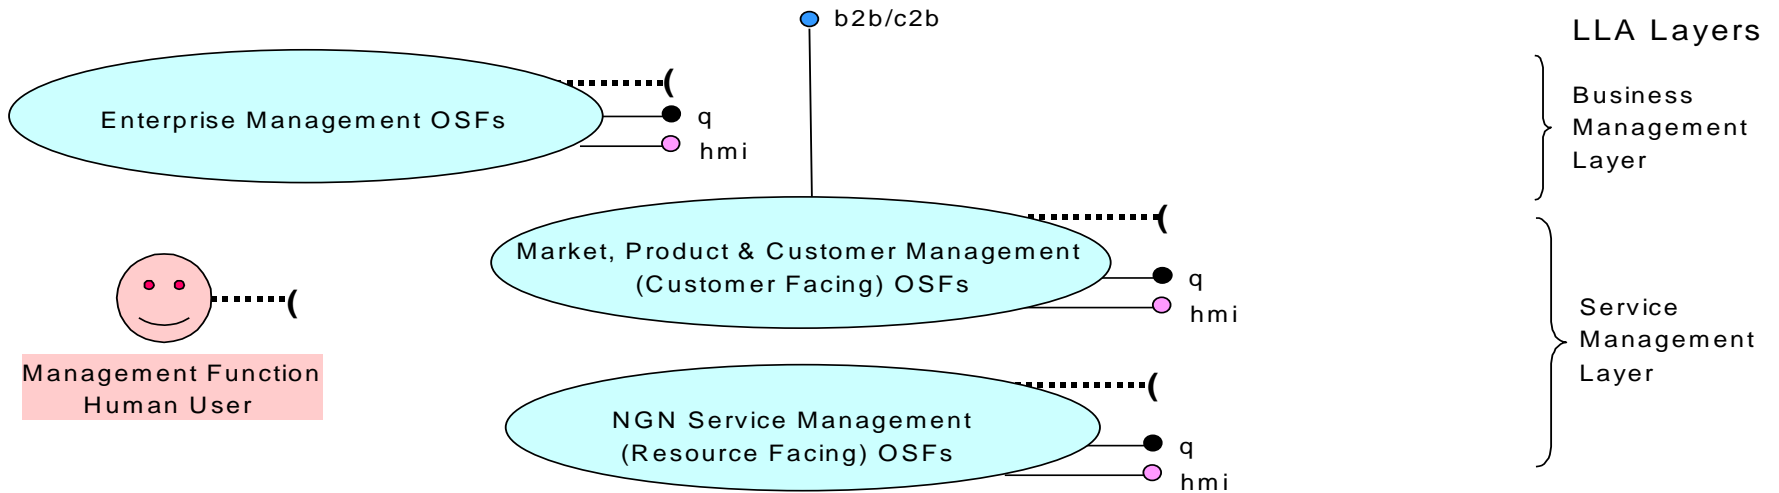 b2b/c2b
LLA Layers
Enterprise Management OSFs
q
hmi
Business
Management
Layer
Market, Product & Customer Management
(Customer Facing) OSFs
q
hmi
Service
Management
Layer
Management Function
Human User
NGN Service Management
(Resource Facing) OSFs
q
hmi